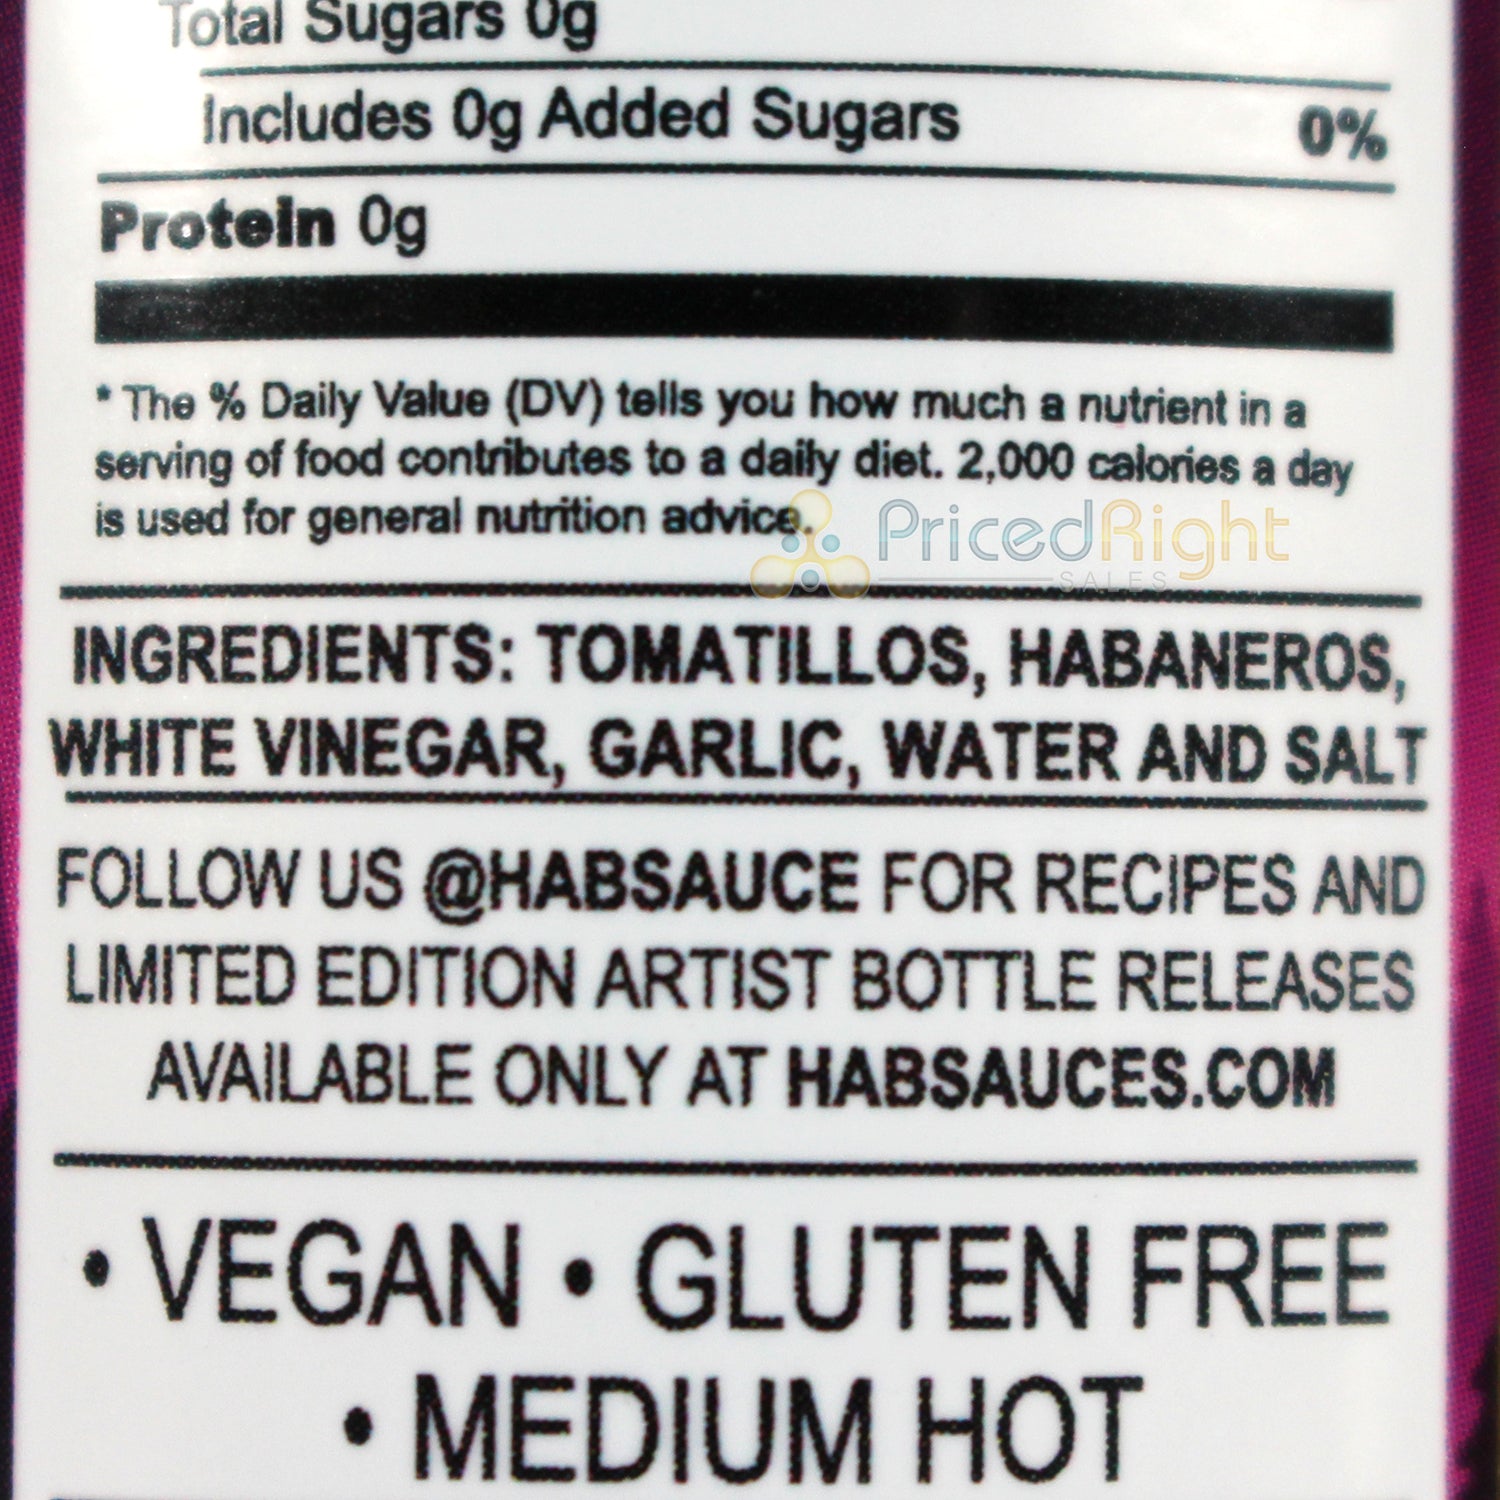 Total Sugars 0g
Includes 0g Added Sugars 0%
Protein 0g
* The % Daily Value (DV) tells you how much a nutrient in a
serving of food contributes to a daily diet. 2,000 calories a day
is used for general nutrition advice.
PricedRight
SALES
INGREDIENTS: TOMATILLOS, HABANEROS,
WHITE VINEGAR, GARLIC, WATER AND SALT
FOLLOW US @HABSAUCE FOR RECIPES AND
LIMITED EDITION ARTIST BOTTLE RELEASES
AVAILABLE ONLY AT HABSAUCES.COM
• VEGAN • GLUTEN FREE
• MEDIUM HOT